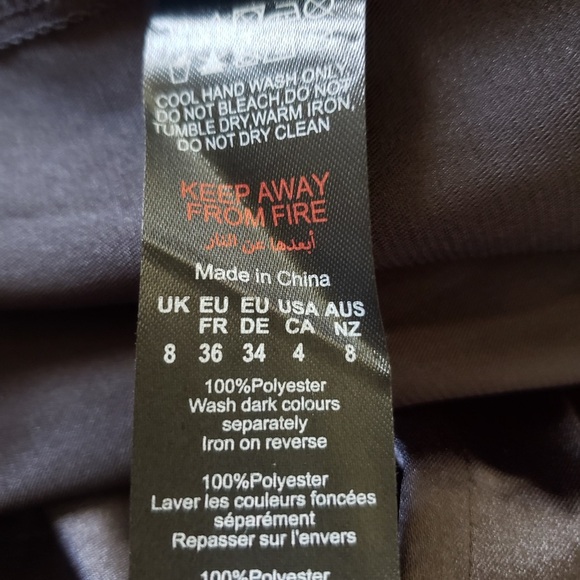 COOL HAND WASH ONLY,
DO NOT BLEACH,DO NOT
TUMBLE DRY,WARM IRON,
DO NOT DRY CLEAN
KEEP AWAY
FROM FIRE
أبعدها عن النار
Made in China
UK EU EU USA AUS
FR DE CA NZ
8 36 34 4 8
100%Polyester
Wash dark colours
separately
Iron on reverse
100%Polyester
Laver les couleurs foncées
séparément
Repasser sur l'envers
100%Polyester